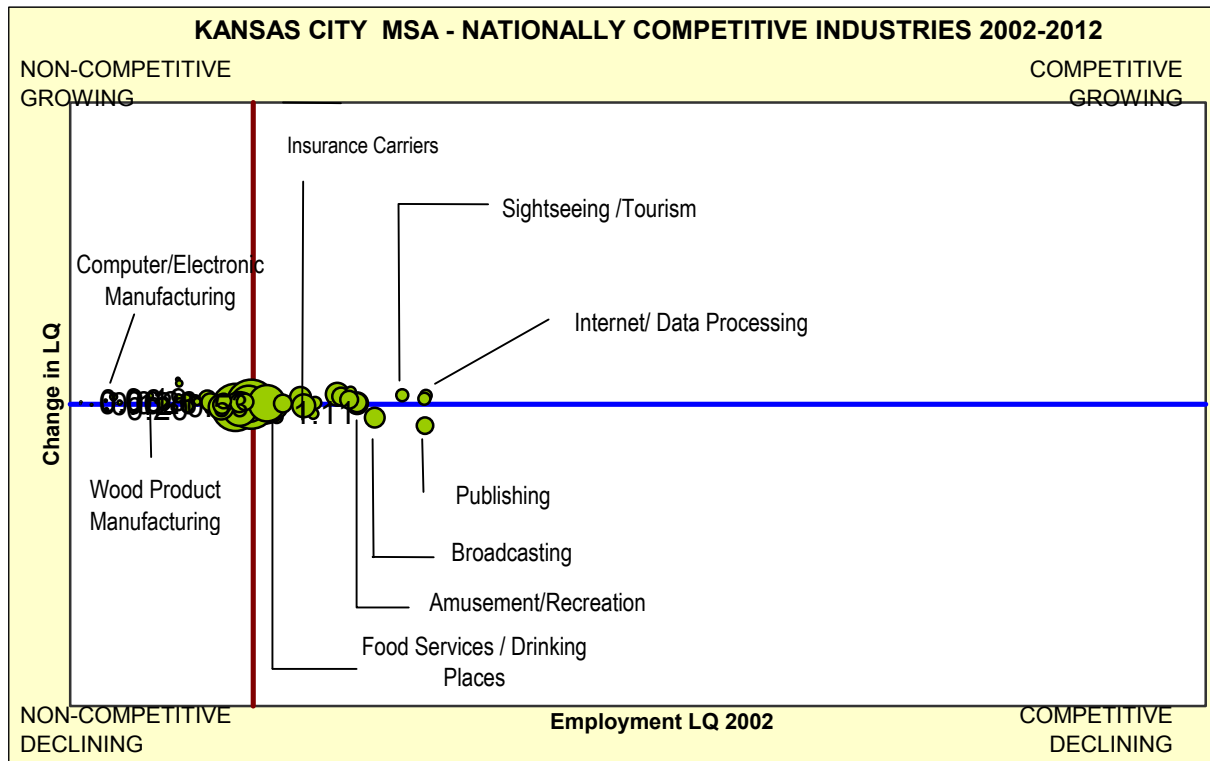 KANSAS CITY MSA - NATIONALLY COMPETITIVE INDUSTRIES 2002-2012
NON-COMPETITIVE
GROWING
COMPETITIVE
GROWING
Insurance Carriers
Sightseeing /Tourism
Computer/Electronic
Manufacturing
Internet/ Data Processing
Change in LQ
1.11
Wood Product
Manufacturing
Publishing
Broadcasting
Amusement/Recreation
Food Services / Drinking
Places
NON-COMPETITIVE
DECLINING
Employment LQ 2002
COMPETITIVE
DECLINING